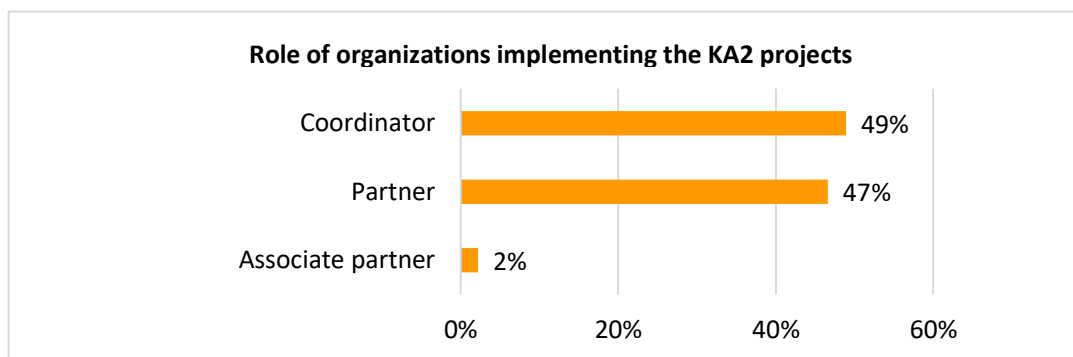 Role of organizations implementing the KA2 projects
Coordinator 49%
Partner 47%
Associate partner 2%
0% 20% 40% 60%